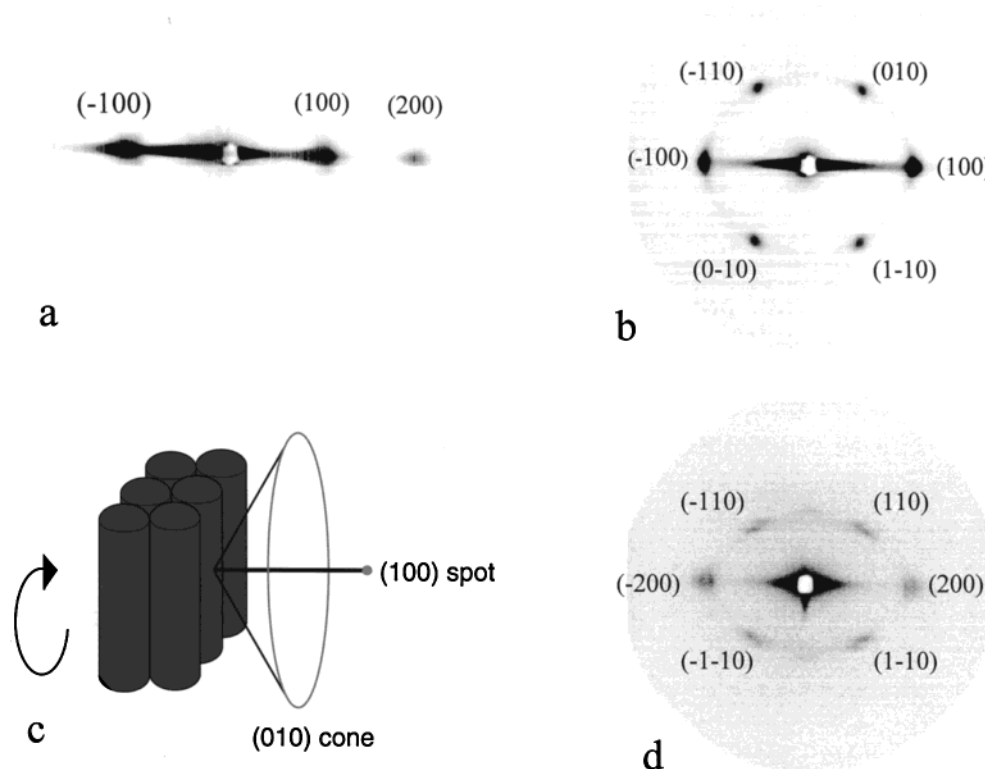 (-100) (100) (200)
a
(-110) (010)
(-100) (100)
(0-10) (1-10)
b
(100) spot
(010) cone
c
(-110) (110)
(-200) (200)
(-1-10) (1-10)
d